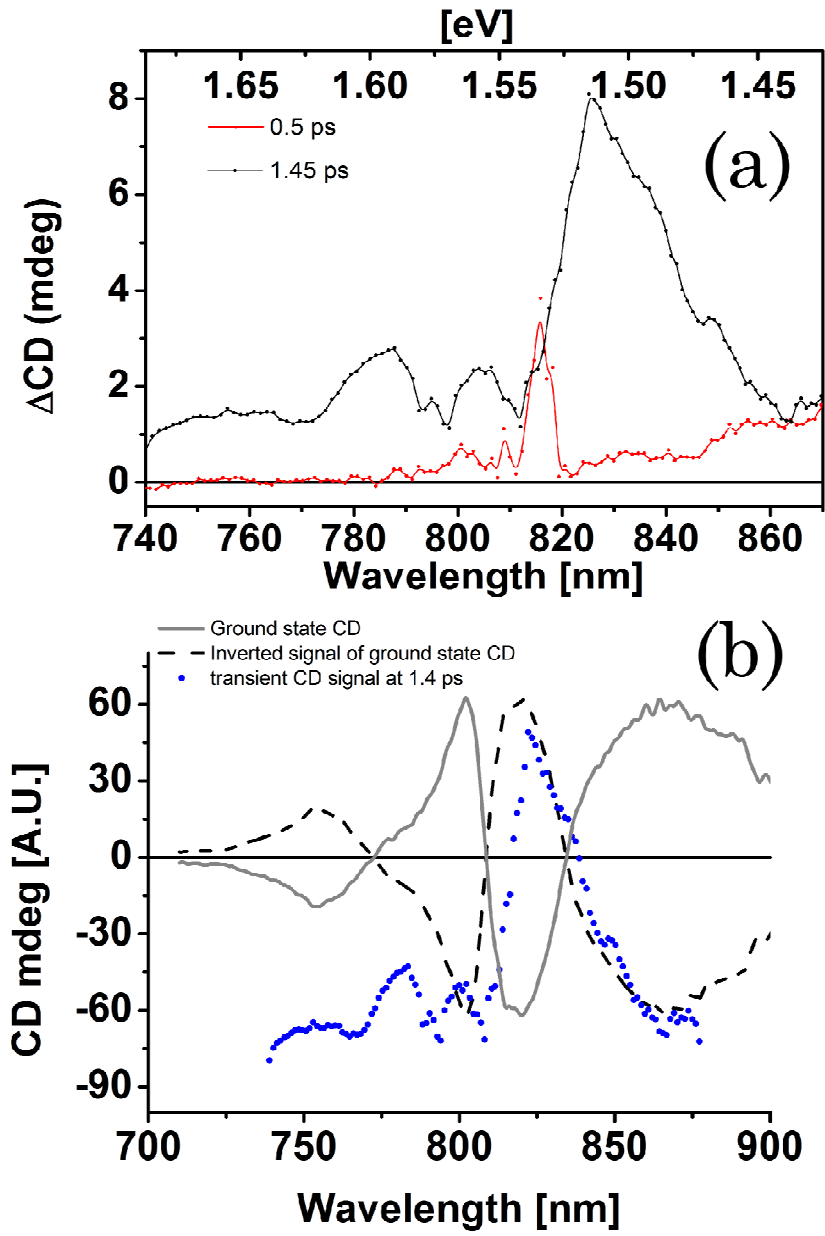 [eV]
1.65 1.60 1.55 1.50 1.45
8
0.5 ps
1.45 ps
(a)
6
4
2
0
ΔCD (mdeg)
740 760 780 800 820 840 860
Wavelength [nm]
Ground state CD
Inverted signal of ground state CD
transient CD signal at 1.4 ps
(b)
60
30
0
-30
-60
-90
CD mdeg [A.U.]
700 750 800 850 900
Wavelength [nm]